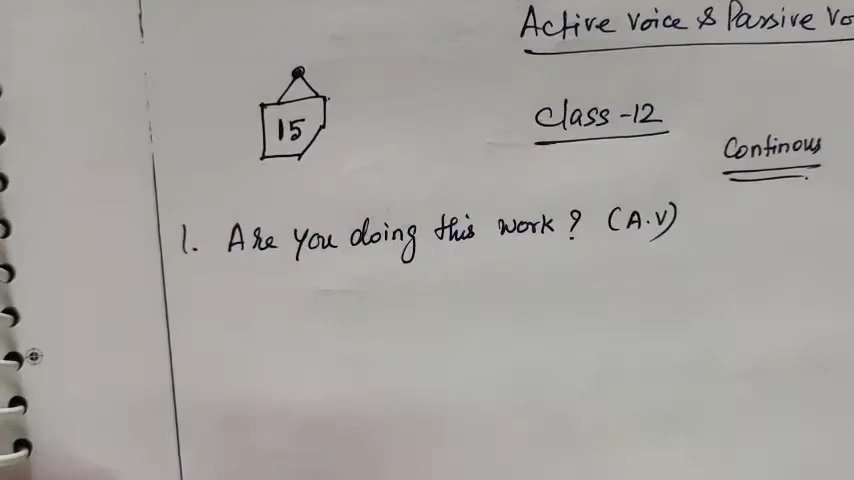 Active Voice & Passive Vo
15
Class -12
Continous
1. Are you doing this work? (A.V)